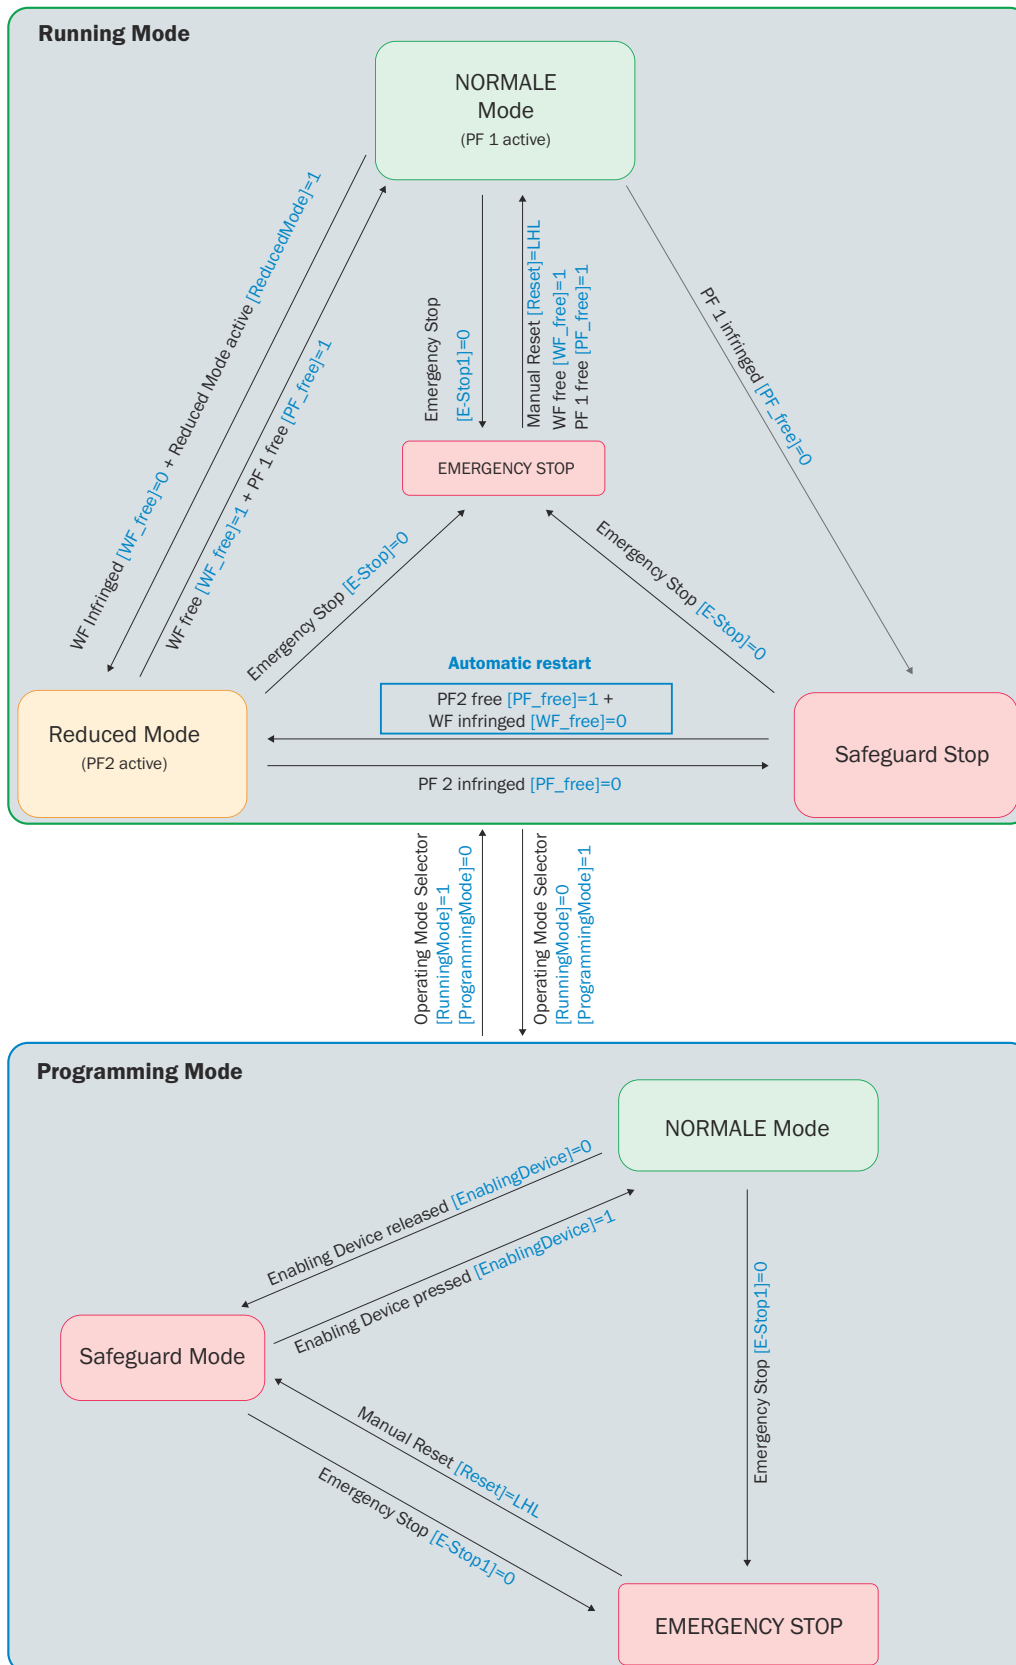 Running Mode
NORMALE
Mode
(PF 1 active)
WF Infringed [WF_free]=0 + Reduced Mode active [ReducedMode]=1
WF free [WF_free]=1 + PF 1 free [PF_free]=1
Emergency Stop
[E-Stop1]=0
Manual Reset [Reset]=LHL
WF free [WF_free]=1
PF 1 free [PF_free]=1
PF 1 infringed [PF_free]=0
EMERGENCY STOP
Emergency Stop [E-Stop]=0
Emergency Stop [E-Stop]=0
Automatic restart
PF2 free [PF_free]=1 +
WF infringed [WF_free]=0
Reduced Mode
(PF2 active)
Safeguard Stop
PF 2 infringed [PF_free]=0
Operating Mode Selector
[RunningMode]=1
[ProgrammingMode]=0
Operating Mode Selector
[RunningMode]=0
[ProgrammingMode]=1
Programming Mode
NORMALE Mode
Enabling Device released [EnablingDevice]=0
Enabling Device pressed [EnablingDevice]=1
Emergency Stop [E-Stop1]=0
Safeguard Mode
Manual Reset [Reset]=LHL
Emergency Stop [E-Stop1]=0
EMERGENCY STOP